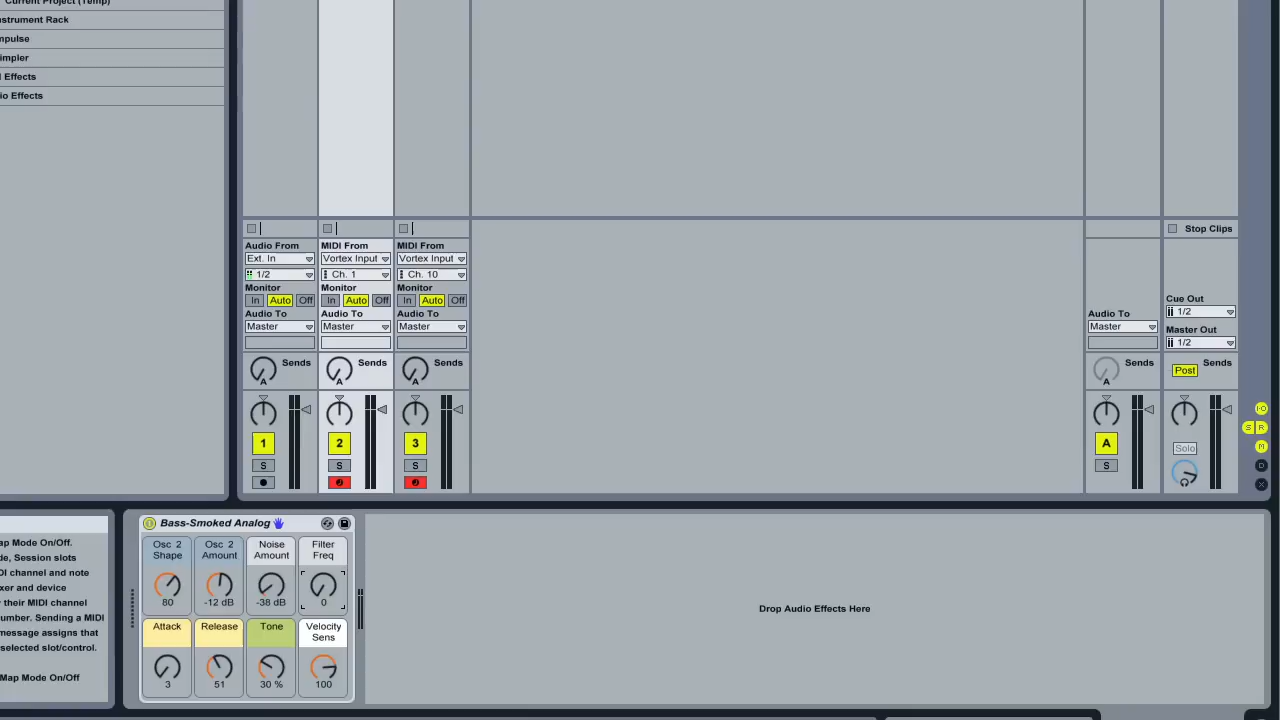 Current Project (Temp)
nstrument Rack
mpulse
impler
I Effects
io Effects
Stop Clips
Audio From
MIDI From
MIDI From
Ext. In
Vortex Input
Vortex Input
1/2
Ch. 1
Ch. 10
Monitor
Monitor
Monitor
In Auto Off
In Auto Off
In Auto Off
Cue Out
1/2
Audio To
Audio To
Audio To
Audio To
Master
Master
Master
Master
Master Out
1/2
Sends
Sends
Sends
Sends
Sends
A
A
A
A
Post
1
2
3
A
Solo
S
S
S
S
I·O
S R
M
D
X
Bass-Smoked Analog
ap Mode On/Off.
de, Session slots
DI channel and note
ixer and device
their MIDI channel
umber. Sending a MIDI
message assigns that
selected slot/control.
Map Mode On/Off
Osc 2
Shape
80
Osc 2
Amount
-12 dB
Noise
Amount
-38 dB
Filter
Freq
0
Attack
3
Release
51
Tone
30 %
Velocity
Sens
100
Drop Audio Effects Here